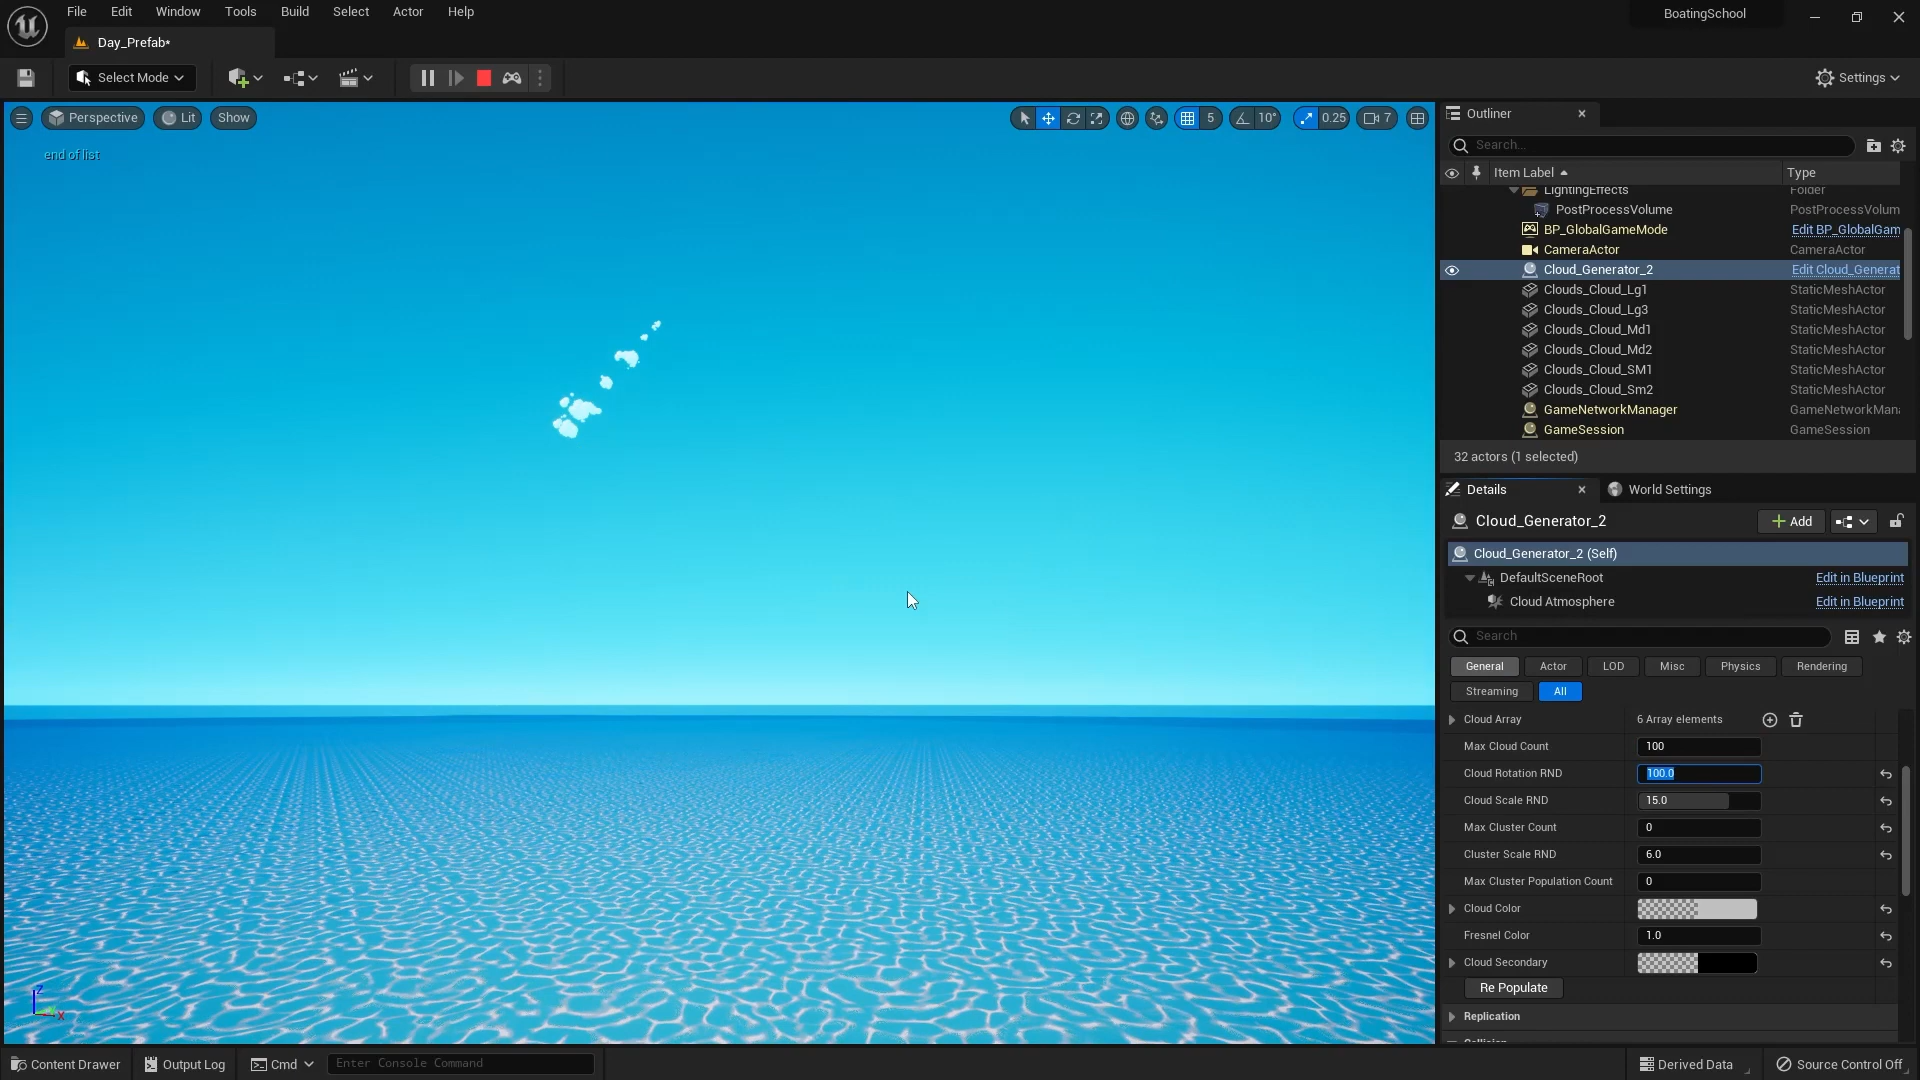 File Edit Window Tools Build Select Actor Help
BoatingSchool
Day_Prefab*
Select Mode
Settings
Perspective Lit Show
5 10° 0.25 7
end of list
Outliner
Search...
Item Label Type
LightingEffects Folder
PostProcessVolume PostProcessVolum
BP_GlobalGameMode Edit BP_GlobalGam
CameraActor CameraActor
Cloud_Generator_2 Edit Cloud_Generat
Clouds_Cloud_Lg1 StaticMeshActor
Clouds_Cloud_Lg3 StaticMeshActor
Clouds_Cloud_Md1 StaticMeshActor
Clouds_Cloud_Md2 StaticMeshActor
Clouds_Cloud_SM1 StaticMeshActor
Clouds_Cloud_Sm2 StaticMeshActor
GameNetworkManager GameNetworkMan
GameSession GameSession
32 actors (1 selected)
Details World Settings
Cloud_Generator_2 Add
Cloud_Generator_2 (Self)
DefaultSceneRoot Edit in Blueprint
Cloud Atmosphere Edit in Blueprint
Search
General Actor LOD Misc Physics Rendering
Streaming All
Cloud Array 6 Array elements
Max Cloud Count 100
Cloud Rotation RND 100.0
Cloud Scale RND 15.0
Max Cluster Count 0
Cluster Scale RND 6.0
Max Cluster Population Count 0
Cloud Color
Fresnel Color 1.0
Cloud Secondary
Re Populate
Replication
Z
X
Content Drawer Output Log Cmd Enter Console Command Derived Data Source Control Off